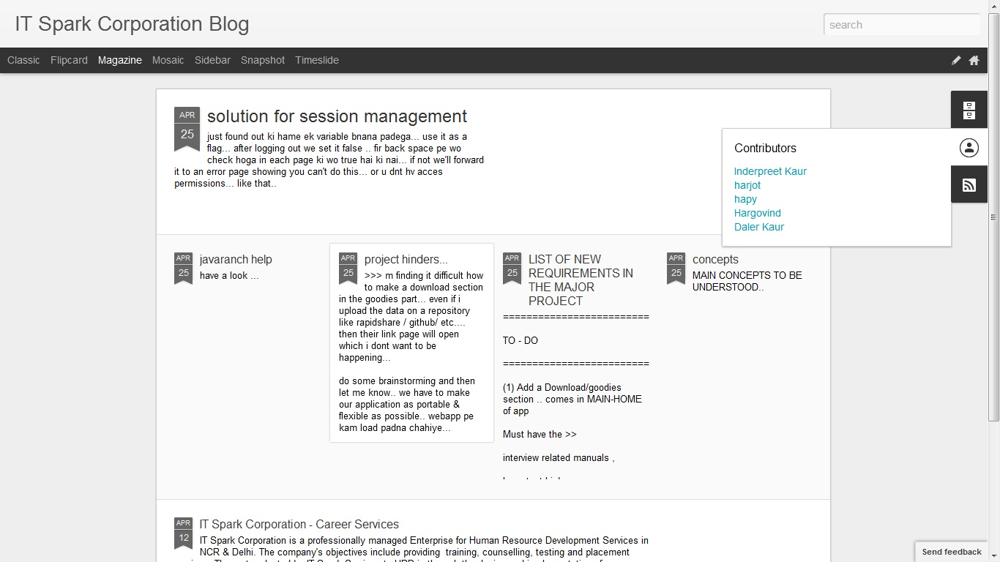 IT Spark Corporation Blog
search
Classic Flipcard Magazine Mosaic Sidebar Snapshot Timeslide
APR
25
solution for session management
just found out ki hame ek variable bnana padega... use it as a
flag... after logging out we set it false .. fir back space pe wo
check hoga in each page ki wo true hai ki nai... if not we'll forward
it to an error page showing you can't do this... or u dnt hv acces
permissions... like that..
Contributors
Inderpreet Kaur
harjot
hapy
Hargovind
Daler Kaur
APR
25
javaranch help
have a look ...
APR
25
project hinders...
>>> m finding it difficult how
to make a download section
in the goodies part... even if i
upload the data on a repository
like rapidshare / github/ etc....
then their link page will open
which i dont want to be
happening...
do some brainstorming and then
let me know.. we have to make
our application as portable &
flexible as possible.. webapp pe
kam load padna chahiye...
APR
25
LIST OF NEW
REQUIREMENTS IN
THE MAJOR
PROJECT
=========================
TO - DO
=========================
(1) Add a Download/goodies
section .. comes in MAIN-HOME
of app
Must have the >>
interview related manuals ,
APR
25
concepts
MAIN CONCEPTS TO BE
UNDERSTOOD..
APR
12
IT Spark Corporation - Career Services
IT Spark Corporation is a professionally managed Enterprise for Human Resource Development Services in
NCR & Delhi. The company's objectives include providing training, counselling, testing and placement
Send feedback